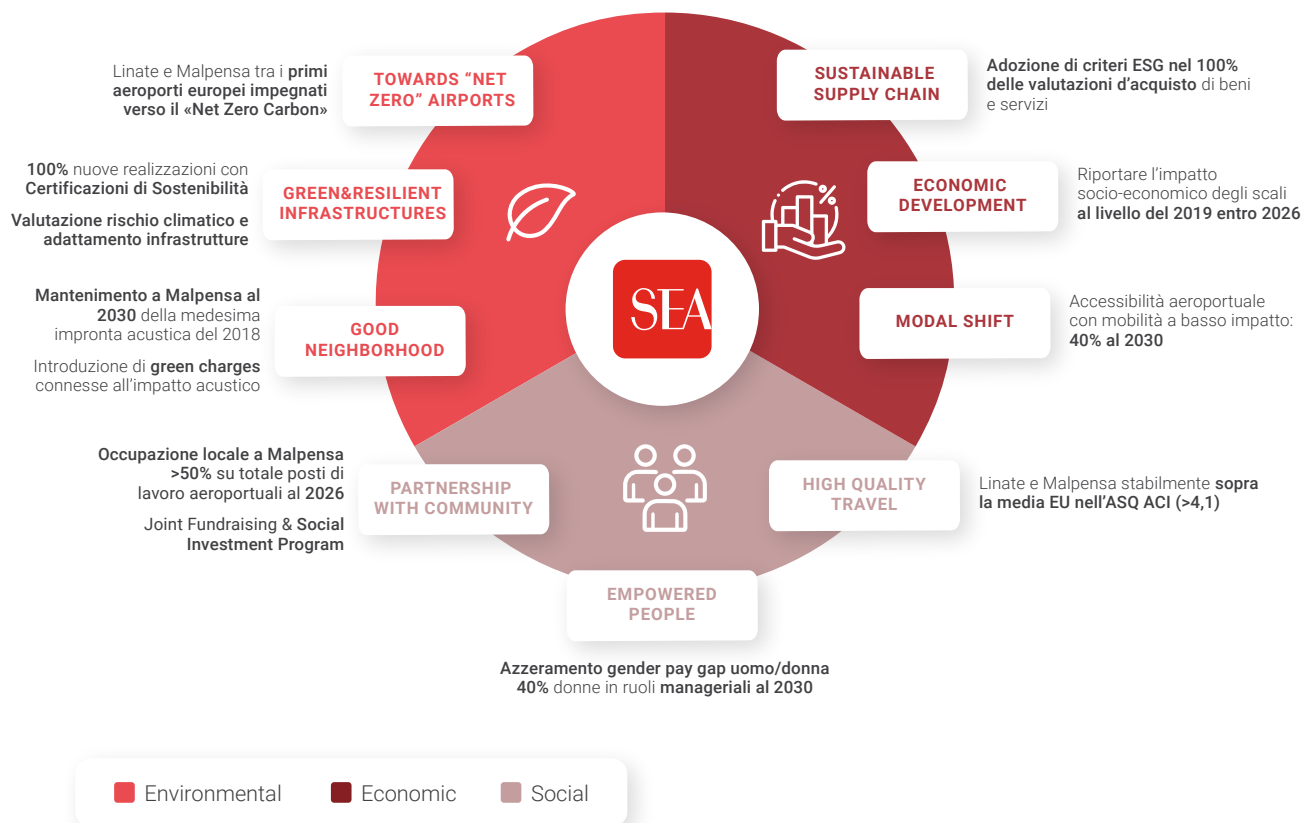 Linate e Malpensa tra i primi
aeroporti europei impegnati
verso il «Net Zero Carbon»
TOWARDS “NET
ZERO” AIRPORTS
100% nuove realizzazioni con
Certificazioni di Sostenibilità
Valutazione rischio climatico e
adattamento infrastrutture
GREEN&RESILIENT
INFRASTRUCTURES
Mantenimento a Malpensa al
2030 della medesima
impronta acustica del 2018
Introduzione di green charges
connesse all’impatto acustico
GOOD
NEIGHBORHOOD
SUSTAINABLE
SUPPLY CHAIN
Adozione di criteri ESG nel 100%
delle valutazioni d’acquisto di beni
e servizi
%
ECONOMIC
DEVELOPMENT
Riportare l’impatto
socio-economico degli scali
al livello del 2019 entro 2026
MODAL SHIFT
Accessibilità aeroportuale
con mobilità a basso impatto:
40% al 2030
SEA
Occupazione locale a Malpensa
>50% su totale posti di
lavoro aeroportuali al 2026
Joint Fundraising & Social
Investment Program
PARTNERSHIP
WITH COMMUNITY
HIGH QUALITY
TRAVEL
Linate e Malpensa stabilmente sopra
la media EU nell’ASQ ACI (>4,1)
EMPOWERED
PEOPLE
Azzeramento gender pay gap uomo/donna
40% donne in ruoli manageriali al 2030
Environmental
Economic
Social